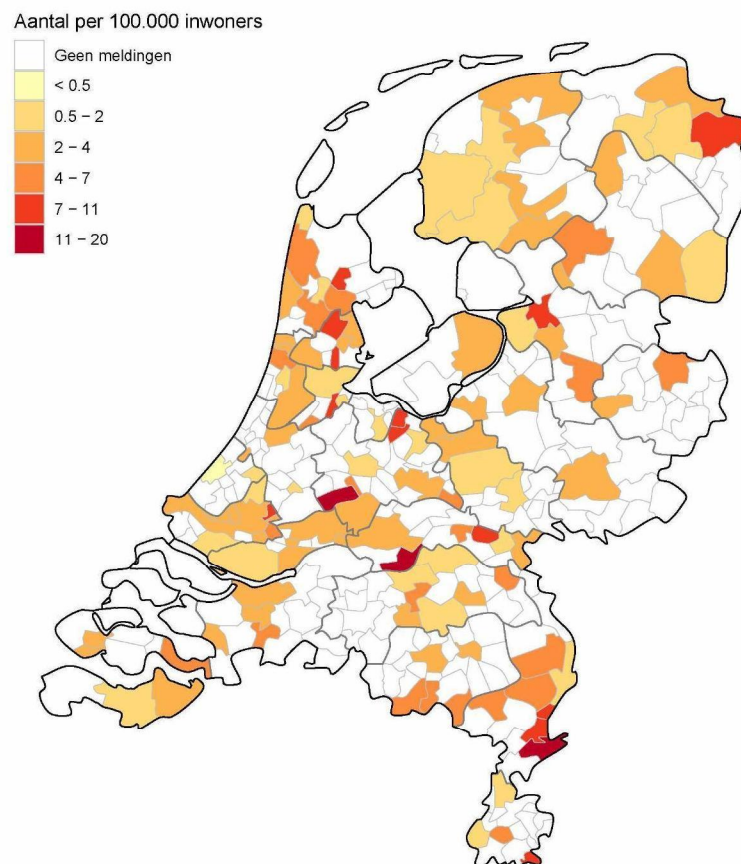 Aantal per 100.000 inwoners
Geen meldingen
< 0.5
0.5 – 2
2 – 4
4 – 7
7 – 11
11 – 20